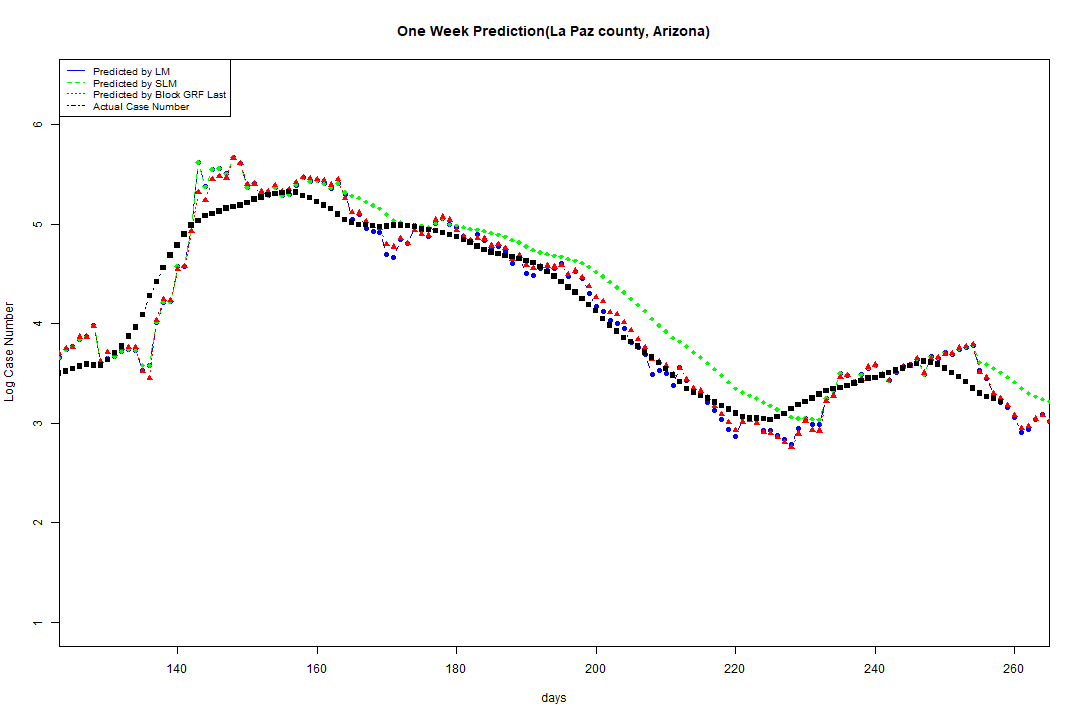 One Week Prediction(La Paz county, Arizona)
Predicted by LM
Predicted by SLM
Predicted by Block GRF Last
Actual Case Number
6
5
4
3
2
1
Log Case Number
140 160 180 200 220 240 260
days